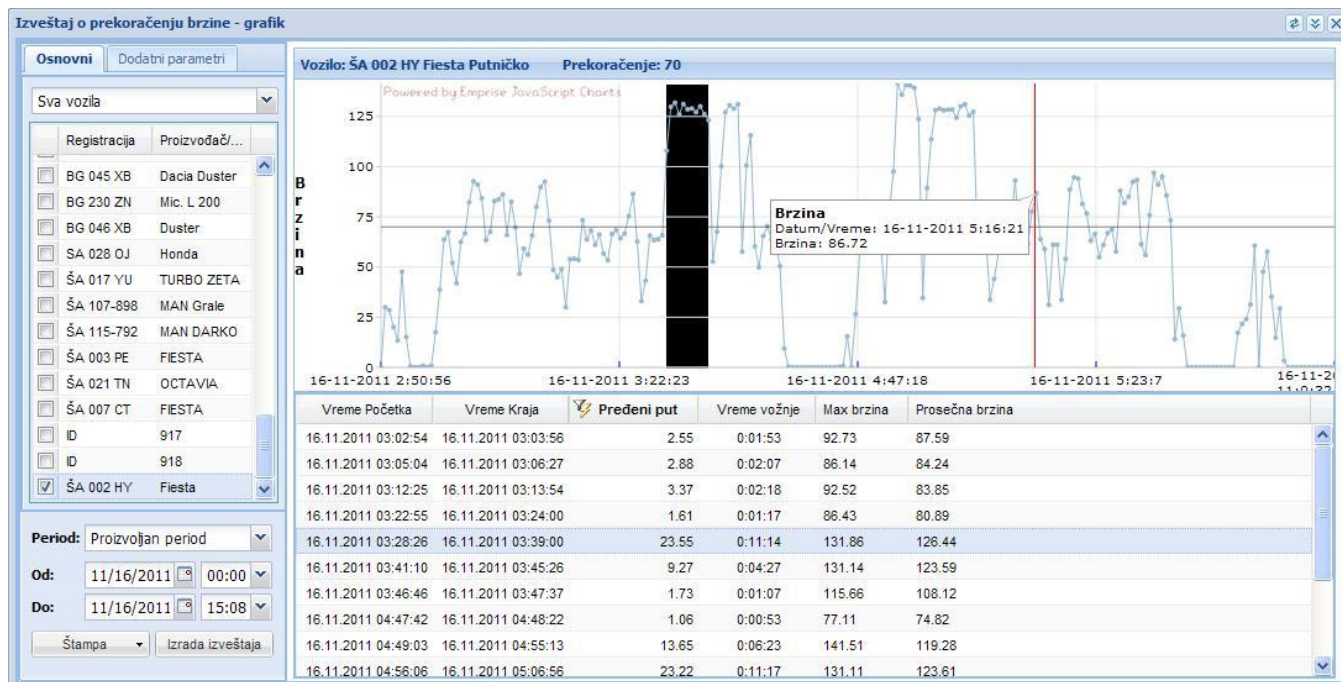 Izveštaj o prekoračenju brzine - grafik
Osnovni Dodatni parametri
Sva vozila
Registracija Proizvođač/...
BG 045 XB Dacia Duster
BG 230 ZN Mic. L 200
BG 046 XB Duster
SA 028 OJ Honda
ŠA 017 YU TURBO ZETA
ŠA 107-898 MAN Grale
ŠA 115-792 MAN DARKO
ŠA 003 PE FIESTA
ŠA 021 TN OCTAVIA
ŠA 007 CT FIESTA
ID 917
ID 918
ŠA 002 HY Fiesta
Period: Proizvoljan period
Od: 11/16/2011 00:00
Do: 11/16/2011 15:08
Štampa Izrada izveštaja
Vozilo: ŠA 002 HY Fiesta Putničko Prekoračenje: 70
Powered by Emprise JavaScript Charts
Brzina
125
100
75
50
25
0
Brzina
Datum/Vreme: 16-11-2011 5:16:21
Brzina: 86.72
16-11-2011 2:50:56 16-11-2011 3:22:23 16-11-2011 4:47:18 16-11-2011 5:23:7 16-11-2
Vreme Početka Vreme Kraja Pređeni put Vreme vožnje Max brzina Prosečna brzina
16.11.2011 03:02:54 16.11.2011 03:03:56 2.55 0:01:53 92.73 87.59
16.11.2011 03:05:04 16.11.2011 03:06:27 2.88 0:02:07 86.14 84.24
16.11.2011 03:12:25 16.11.2011 03:13:54 3.37 0:02:18 92.52 83.85
16.11.2011 03:22:55 16.11.2011 03:24:00 1.61 0:01:17 86.43 80.89
16.11.2011 03:28:26 16.11.2011 03:39:00 23.55 0:11:14 131.86 126.44
16.11.2011 03:41:10 16.11.2011 03:45:26 9.27 0:04:27 131.14 123.59
16.11.2011 03:46:46 16.11.2011 03:47:37 1.73 0:01:07 115.66 108.12
16.11.2011 04:47:42 16.11.2011 04:48:22 1.06 0:00:53 77.11 74.82
16.11.2011 04:49:03 16.11.2011 04:55:13 13.65 0:06:23 141.51 119.28
16.11.2011 04:56:06 16.11.2011 05:06:56 23.22 0:11:17 131.11 123.61